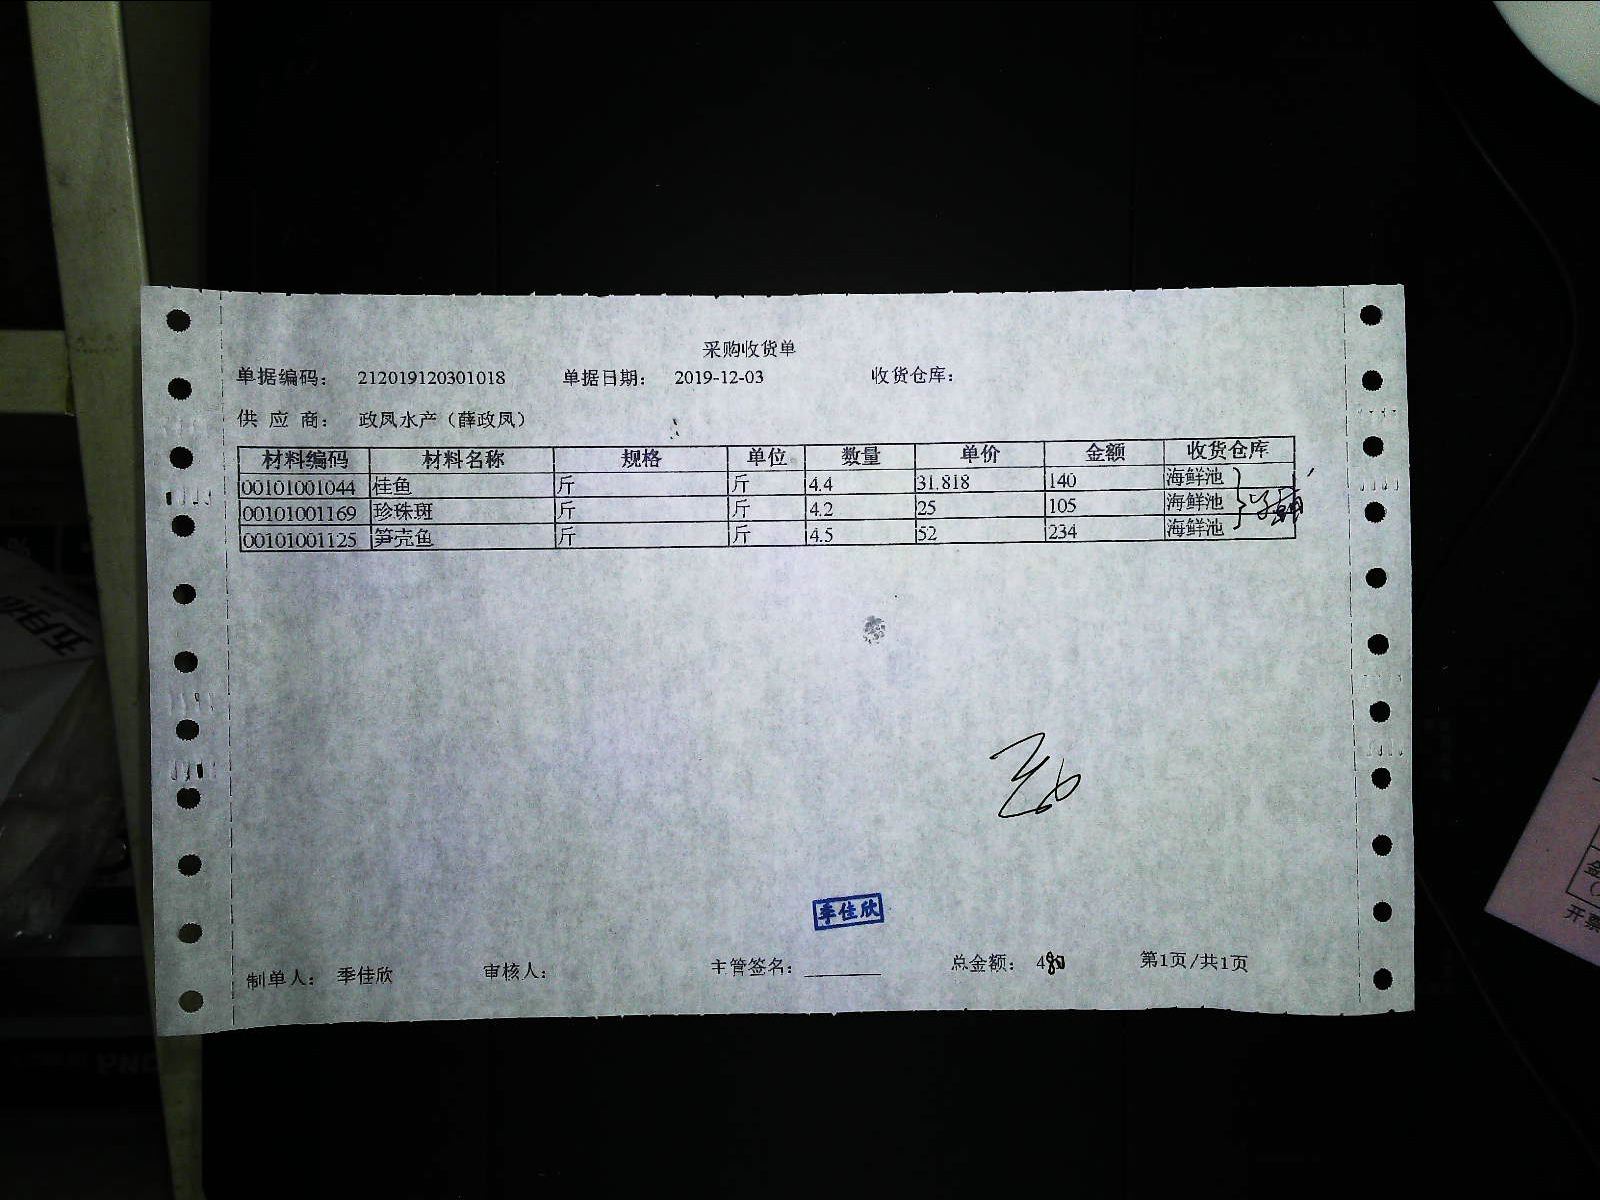 采购收货单
单据编码: 212019120301018 单据日期: 2019-12-03 收货仓库:
供 应 商: 政凤水产（薛政凤）
材料编码 材料名称 规格 单位 数量 单价 金额 收货仓库
00101001044 桂鱼 斤 斤 4.4 31.818 140 海鲜池
00101001169 珍珠斑 斤 斤 4.2 25 105 海鲜池
00101001125 笋壳鱼 斤 斤 4.5 52 234 海鲜池
季佳欣
制单人: 季佳欣 审核人: 主管签名: 总金额: 第1页/共1页
开票